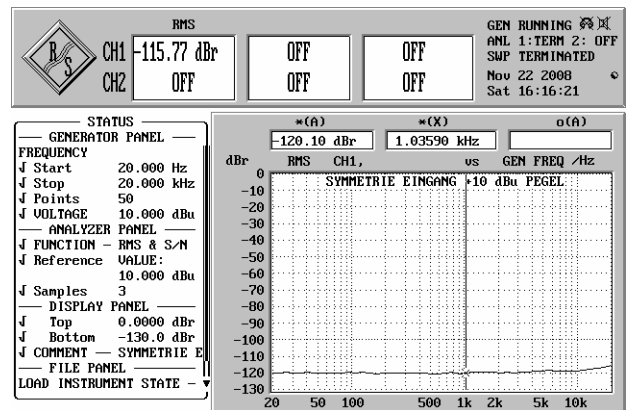 R&S
RMS
CH1 -115.77 dBr OFF OFF
CH2 OFF OFF OFF
GEN RUNNING
ANL 1:TERM 2: OFF
SWP TERMINATED
Nov 22 2008
Sat 16:16:21
STATUS
GENERATOR PANEL
FREQUENCY
Start 20.000 Hz
Stop 20.000 kHz
Points 50
VOLTAGE 10.000 dBu
ANALYZER PANEL
FUNCTION - RMS & S/N
Reference VALUE:
10.000 dBu
Samples 3
DISPLAY PANEL
Top 0.0000 dBr
Bottom -130.0 dBr
COMMENT — SYMMETRIE E
FILE PANEL
LOAD INSTRUMENT STATE -
*(A) *(X) o(A)
-120.10 dBr 1.03590 kHz
dBr RMS CH1, vs GEN FREQ /Hz
SYMMETRIE EINGANG +10 dBu PEGEL
0
-10
-20
-30
-40
-50
-60
-70
-80
-90
-100
-110
-120
-130
20 50 100 500 1k 2k 5k 10k